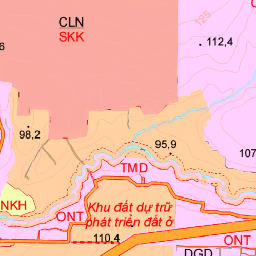 CLN
SKK
125
112,4
98,2
95,9
107
TMD
NKH
ONT
Khu đất dự trữ
phát triển đất ở
110,4
ONT
DGD